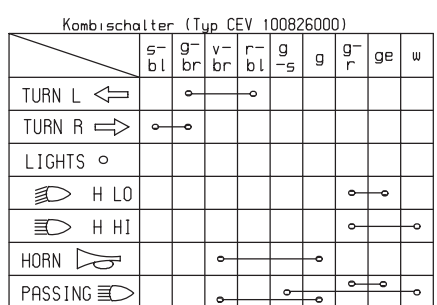 Kombischalter (Typ CEV 100826000)
s-bl g-br v-br r-bl g-s g g-r ge w
TURN L
TURN R
LIGHTS
H LO
H HI
HORN
PASSING